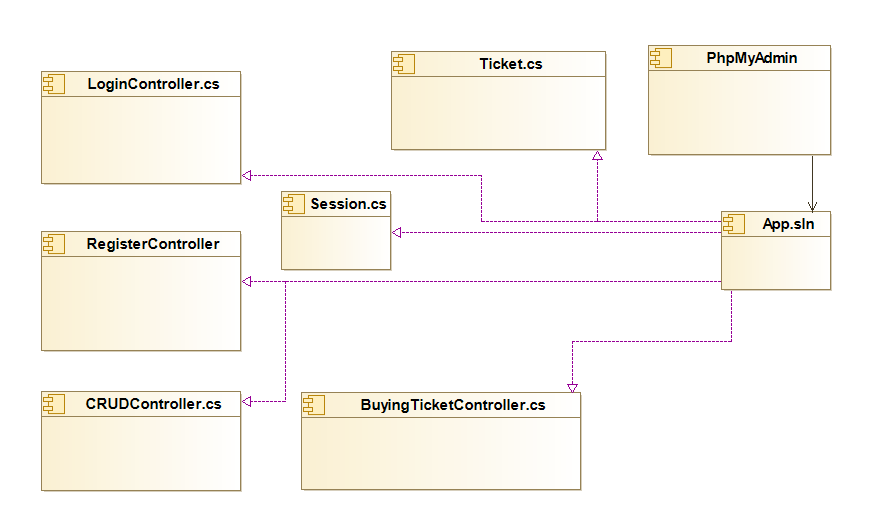 PhpMyAdmin
Ticket.cs
LoginController.cs
Session.cs
App.sln
RegisterController
CRUDController.cs
BuyingTicketController.cs